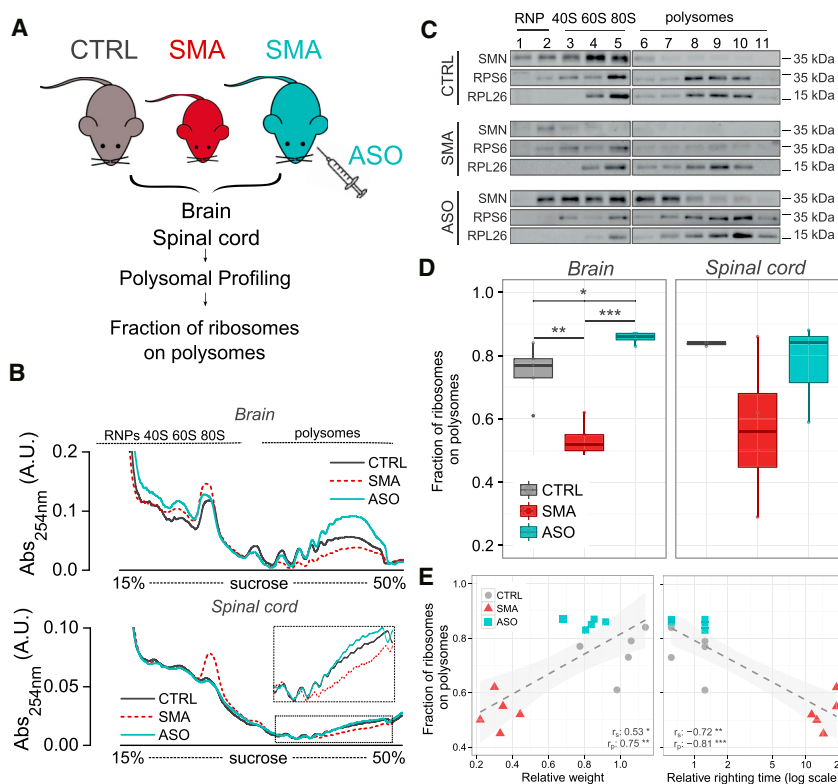 A
CTRL SMA SMA
ASO
Brain
Spinal cord
Polysomal Profiling
Fraction of ribosomes
on polysomes
B
Brain
RNPs 40S 60S 80S polysomes
Abs254nm (A.U.)
0.2
0.1
0.0
CTRL
SMA
ASO
15% sucrose 50%
Spinal cord
Abs254nm (A.U.)
0.10
0.05
0.00
CTRL
SMA
ASO
15% sucrose 50%
C
RNP 40S 60S 80S polysomes
1 2 3 4 5 6 7 8 9 10 11
CTRL
SMN 35 kDa
RPS6 35 kDa
RPL26 15 kDa
SMA
SMN 35 kDa
RPS6 35 kDa
RPL26 15 kDa
ASO
SMN 35 kDa
RPS6 35 kDa
RPL26 15 kDa
D
Brain Spinal cord
Fraction of ribosomes
on polysomes
1.0
0.8
0.6
0.4
0.2
*
** ***
CTRL
SMA
ASO
E
Fraction of ribosomes
on polysomes
1.0
0.8
0.6
0.4
CTRL
SMA
ASO
rs: 0.53 *
rp: 0.75 **
rs: −0.72 **
rp: −0.81 ***
0.2 0.4 0.6 0.8 1.0
Relative weight
1 2 5 10
Relative righting time (log scale